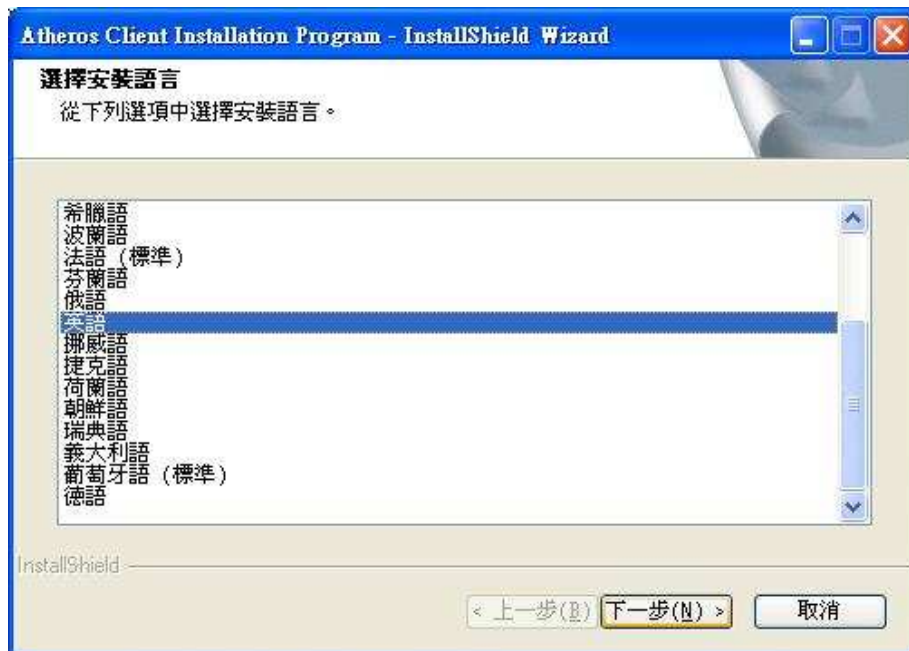 Atheros Client Installation Program - InstallShield Wizard
選擇安裝語言
從下列選項中選擇安裝語言。
希臘語
波蘭語
法語 (標準)
芬蘭語
俄語
英語
挪威語
捷克語
荷蘭語
朝鮮語
瑞典語
義大利語
葡萄牙語 (標準)
德語
InstallShield
< 上一步(B) 下一步(N) > 取消